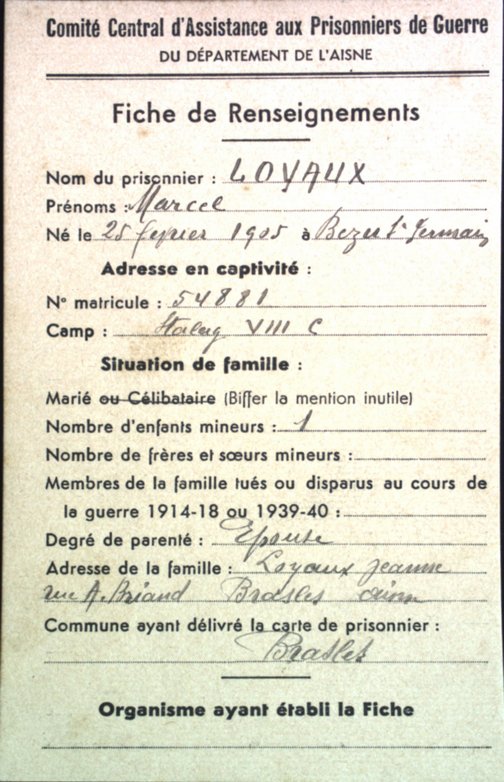 Comité Central d'Assistance aux Prisonniers de Guerre
DU DÉPARTEMENT DE L'AISNE
Fiche de Renseignements
Nom du prisonnier : LOYAUX
Prénoms : Marcel
Né le 25 février 1905 à Bezu St Germain
Adresse en captivité :
N° matricule : 54881
Camp : Stalag VIII C
Situation de famille :
Marié ou Célibataire (Biffer la mention inutile)
Nombre d'enfants mineurs : 1
Nombre de frères et sœurs mineurs :
Membres de la famille tués ou disparus au cours de
la guerre 1914-18 ou 1939-40 :
Degré de parenté : Epouse
Adresse de la famille : Loyaux Jeanne
rue A. Briand Brasles aisne
Commune ayant délivré la carte de prisonnier :
Brasles
Organisme ayant établi la Fiche